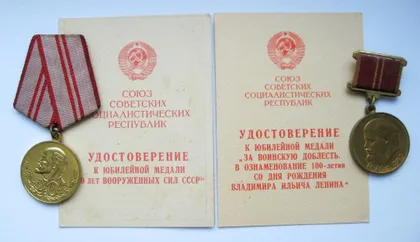 СОЮЗ
СОВЕТСКИХ
СОЦИАЛИСТИЧЕСКИХ
РЕСПУБЛИК
УДОСТОВЕРЕНИЕ
К ЮБИЛЕЙНОЙ МЕДАЛИ
0 ЛЕТ ВООРУЖЕННЫХ СИЛ СССР"
СОЮЗ
СОВЕТСКИХ
СОЦИАЛИСТИЧЕСКИХ
РЕСПУБЛИК
УДОСТОВЕРЕНИЕ
К ЮБИЛЕЙНОЙ МЕДАЛИ
"ЗА ВОИНСКУЮ ДОБЛЕСТЬ.
В ОЗНАМЕНОВАНИЕ 100-летия
СО ДНЯ РОЖДЕНИЯ
ВЛАДИМИРА ИЛЬИЧА ЛЕНИНА"
40